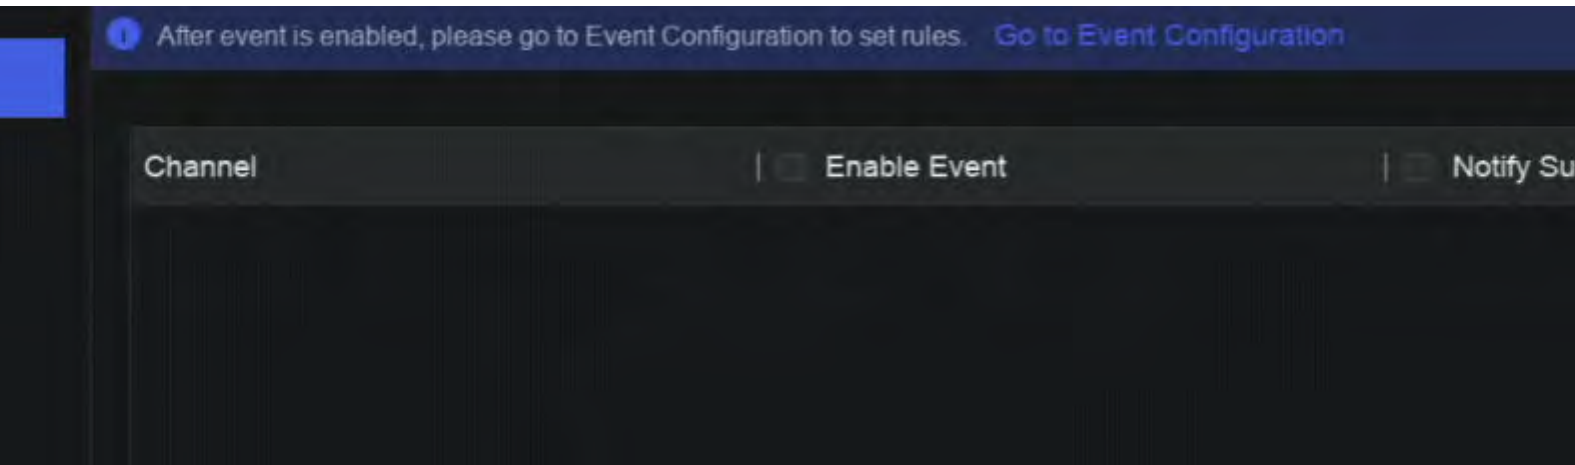 After event is enabled, please go to Event Configuration to set rules. Go to Event Configuration
Channel | Enable Event | Notify Su